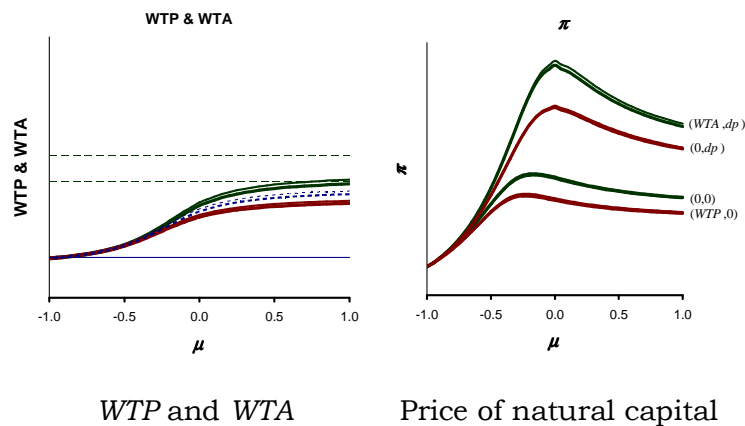 WTP & WTA
WTP & WTA
-1.0 -0.5 0.0 0.5 1.0
μ
WTP and WTA
π
π
(WTA ,dp )
(0,dp )
(0,0)
(WTP ,0)
-1.0 -0.5 0.0 0.5 1.0
μ
Price of natural capital